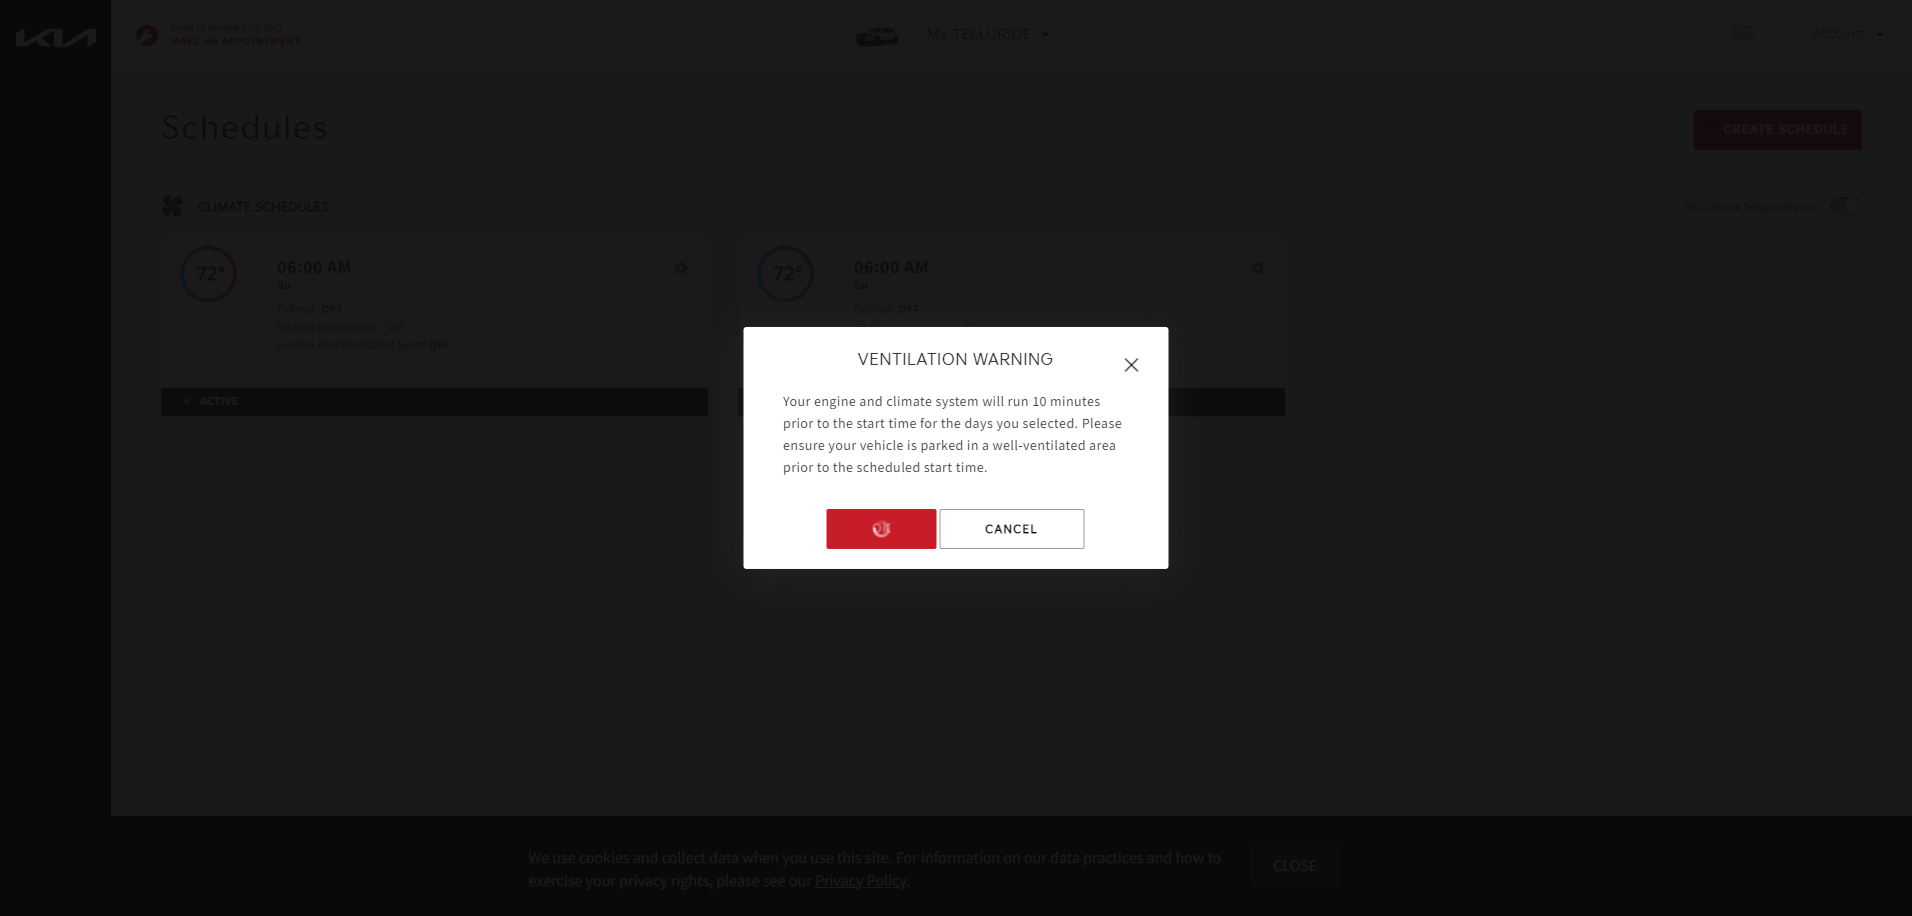 KIA
Need to service your car?
MAKE AN APPOINTMENT
My TELLURIDE
Account
Schedules
CREATE SCHEDULE
CLIMATE SCHEDULES
All Climate Schedules On
72°
06:00 AM
Su
Defrost: OFF
Heated Accessories : ON
Heated And Ventilated Seats OFF
ACTIVE
72°
06:00 AM
Su
Defrost: OFF
VENTILATION WARNING
Your engine and climate system will run 10 minutes
prior to the start time for the days you selected. Please
ensure your vehicle is parked in a well-ventilated area
prior to the scheduled start time.
OK
CANCEL
We use cookies and collect data when you use this site. For information on our data practices and how to
exercise your privacy rights, please see our Privacy Policy.
CLOSE